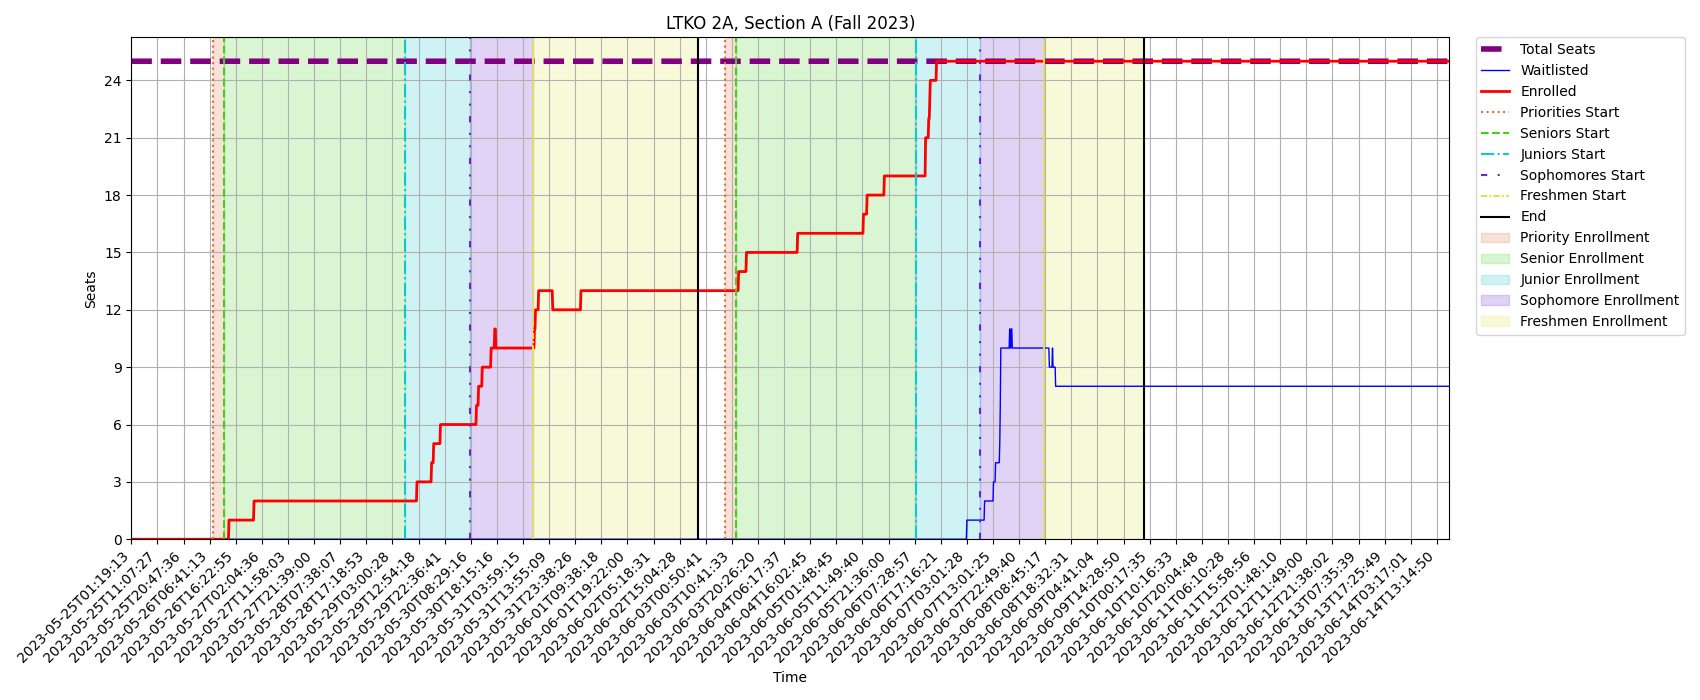 LTKO 2A, Section A (Fall 2023)
Total Seats
Waitlisted
Enrolled
Priorities Start
Seniors Start
Juniors Start
Sophomores Start
Freshmen Start
End
Priority Enrollment
Senior Enrollment
Junior Enrollment
Sophomore Enrollment
Freshmen Enrollment
Seats
24
21
18
15
12
9
6
3
0
2023-05-25T01:19:13
2023-05-25T11:07:27
2023-05-25T20:47:36
2023-05-26T06:41:13
2023-05-26T16:22:55
2023-05-27T02:04:36
2023-05-27T11:58:03
2023-05-27T21:39:00
2023-05-28T07:38:07
2023-05-28T17:18:53
2023-05-29T03:00:28
2023-05-29T12:54:18
2023-05-29T22:36:41
2023-05-30T08:29:16
2023-05-30T18:15:16
2023-05-31T03:59:15
2023-05-31T13:55:09
2023-05-31T23:38:26
2023-06-01T09:38:18
2023-06-01T19:22:00
2023-06-02T05:18:31
2023-06-02T15:04:28
2023-06-03T00:50:41
2023-06-03T10:41:33
2023-06-03T20:26:20
2023-06-04T06:17:37
2023-06-04T16:02:45
2023-06-05T01:48:45
2023-06-05T11:49:40
2023-06-05T21:36:00
2023-06-06T07:28:57
2023-06-06T17:16:21
2023-06-07T03:01:28
2023-06-07T13:01:25
2023-06-07T22:49:40
2023-06-08T08:45:17
2023-06-08T18:32:31
2023-06-09T04:41:04
2023-06-09T14:28:50
2023-06-10T00:17:35
2023-06-10T10:16:33
2023-06-10T20:04:48
2023-06-11T06:10:28
2023-06-11T15:58:56
2023-06-12T01:48:10
2023-06-12T11:49:00
2023-06-12T21:38:02
2023-06-13T07:35:39
2023-06-13T17:25:49
2023-06-14T03:17:01
2023-06-14T13:14:50
Time